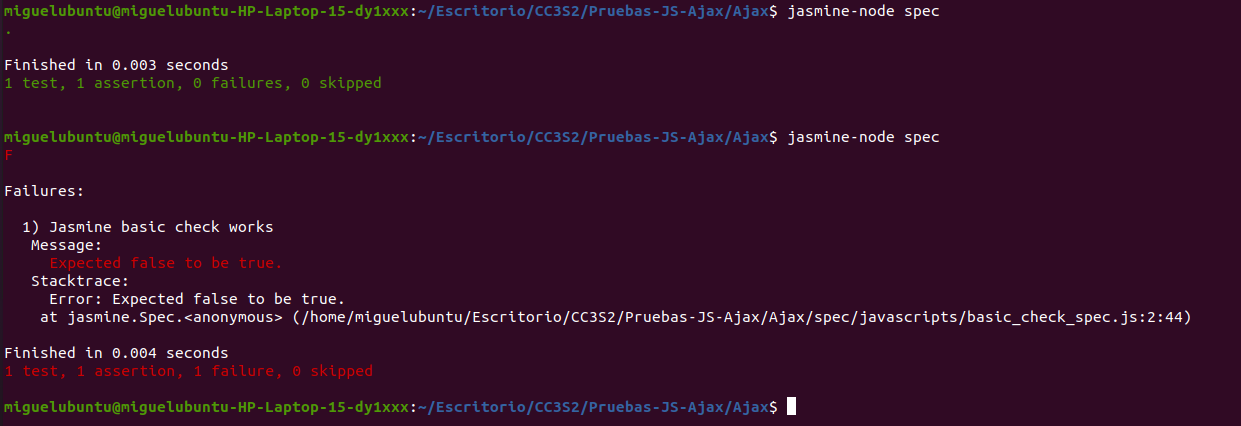 miguelubuntu@miguelubuntu-HP-Laptop-15-dy1xxx:~/Escritorio/CC3S2/Pruebas-JS-Ajax/Ajax$ jasmine-node spec
.
Finished in 0.003 seconds
1 test, 1 assertion, 0 failures, 0 skipped
miguelubuntu@miguelubuntu-HP-Laptop-15-dy1xxx:~/Escritorio/CC3S2/Pruebas-JS-Ajax/Ajax$ jasmine-node spec
F
Failures:
1) Jasmine basic check works
Message:
Expected false to be true.
Stacktrace:
Error: Expected false to be true.
at jasmine.Spec.<anonymous> (/home/miguelubuntu/Escritorio/CC3S2/Pruebas-JS-Ajax/Ajax/spec/javascripts/basic_check_spec.js:2:44)
Finished in 0.004 seconds
1 test, 1 assertion, 1 failure, 0 skipped
miguelubuntu@miguelubuntu-HP-Laptop-15-dy1xxx:~/Escritorio/CC3S2/Pruebas-JS-Ajax/Ajax$